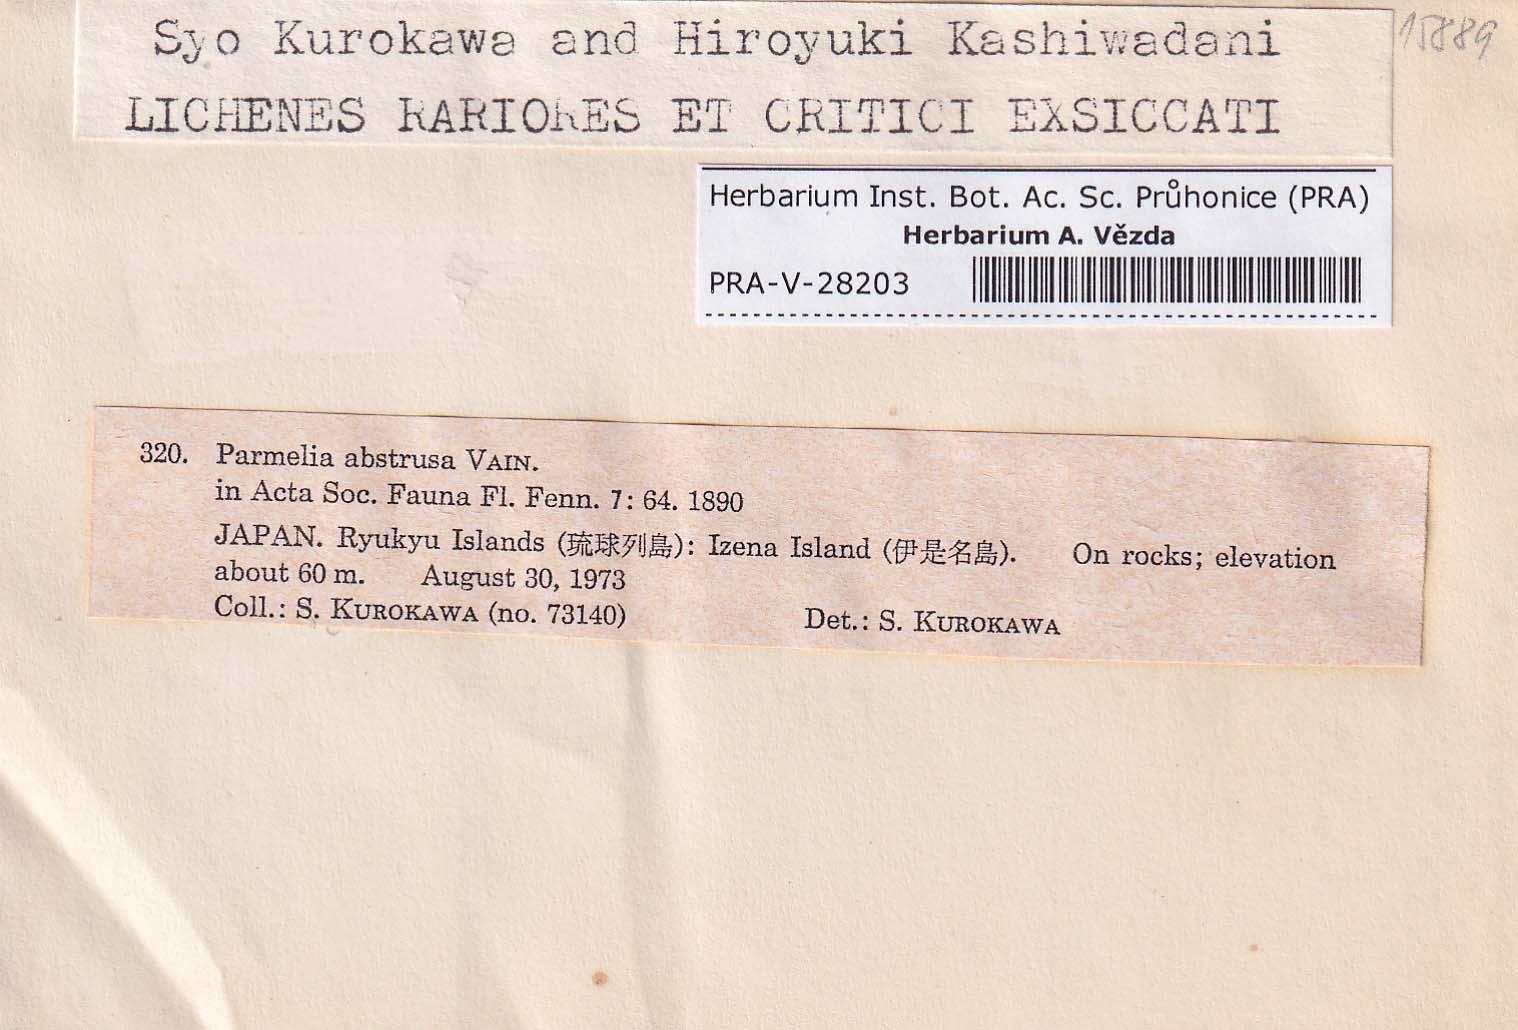 Syo Kurokawa and Hiroyuki Kashiwadani
15889
LICHENES RARIORES ET CRITICI EXSICCATI
Herbarium Inst. Bot. Ac. Sc. Průhonice (PRA)
Herbarium A. Vězda
PRA-V-28203
320. Parmelia abstrusa VAIN.
in Acta Soc. Fauna Fl. Fenn. 7: 64. 1890
JAPAN. Ryukyu Islands (琉球列島): Izena Island (伊是名島). On rocks; elevation
about 60 m. August 30, 1973
Coll.: S. KUROKAWA (no. 73140) Det.: S. KUROKAWA